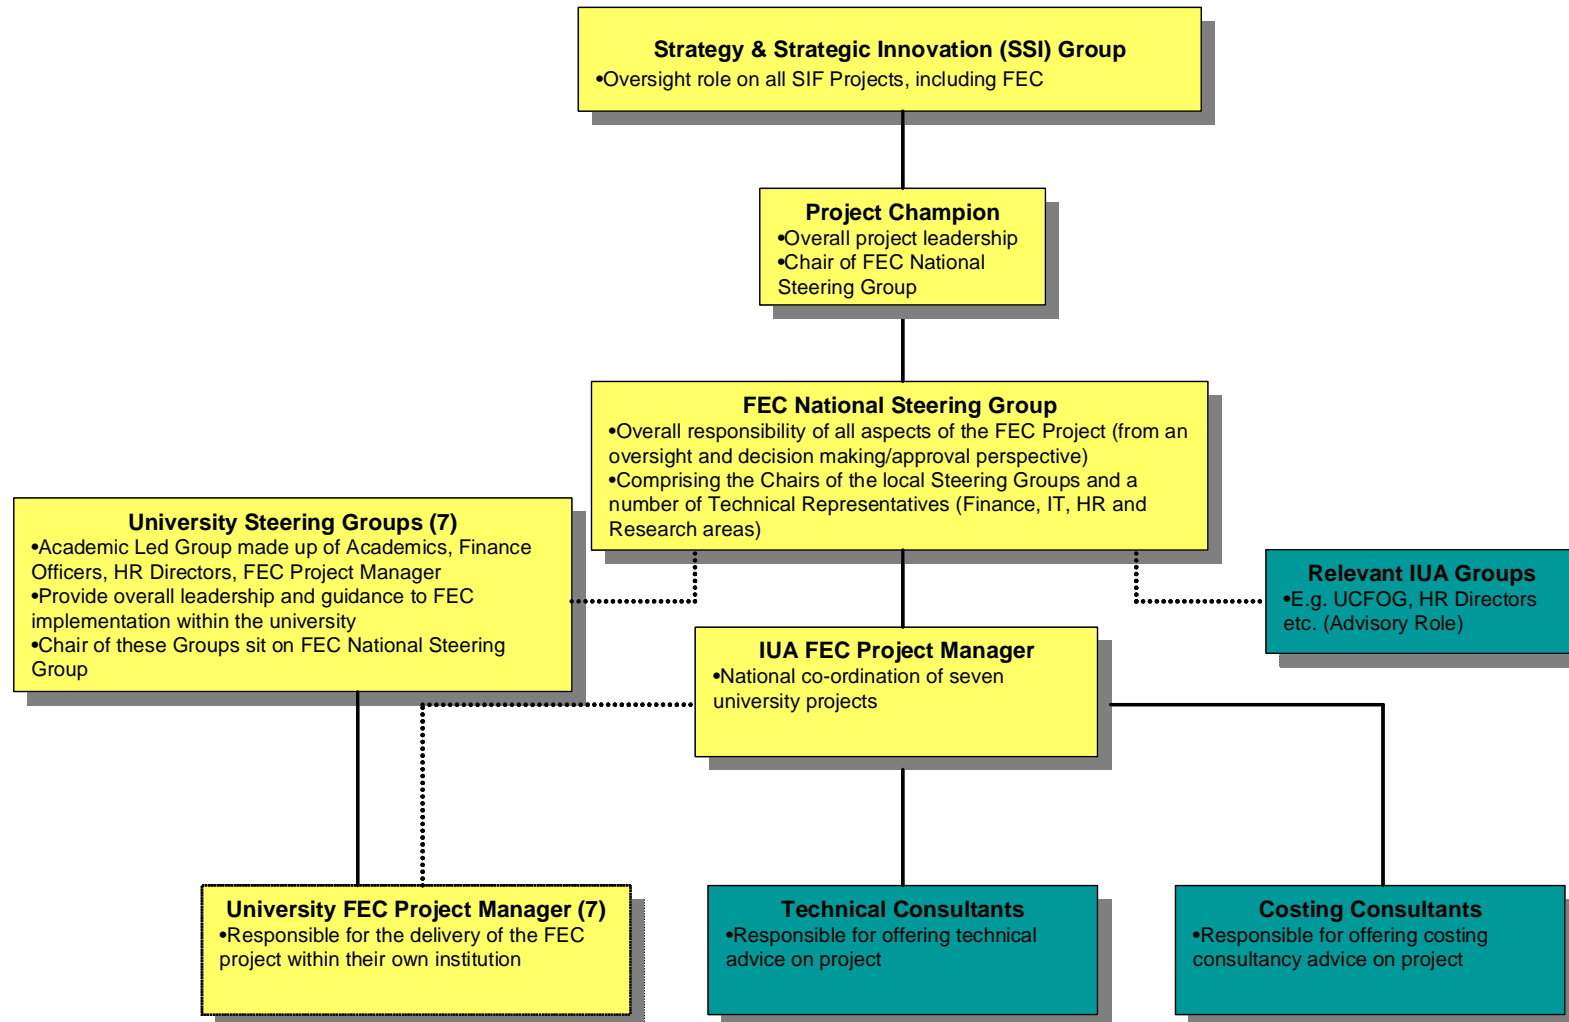 Strategy & Strategic Innovation (SSI) Group
•Oversight role on all SIF Projects, including FEC
Project Champion
•Overall project leadership
•Chair of FEC National
Steering Group
FEC National Steering Group
•Overall responsibility of all aspects of the FEC Project (from an
oversight and decision making/approval perspective)
•Comprising the Chairs of the local Steering Groups and a
number of Technical Representatives (Finance, IT, HR and
Research areas)
University Steering Groups (7)
•Academic Led Group made up of Academics, Finance
Officers, HR Directors, FEC Project Manager
•Provide overall leadership and guidance to FEC
implementation within the university
•Chair of these Groups sit on FEC National Steering
Group
Relevant IUA Groups
•E.g. UCFOG, HR Directors
etc. (Advisory Role)
IUA FEC Project Manager
•National co-ordination of seven
university projects
University FEC Project Manager (7)
•Responsible for the delivery of the FEC
project within their own institution
Technical Consultants
•Responsible for offering technical
advice on project
Costing Consultants
•Responsible for offering costing
consultancy advice on project